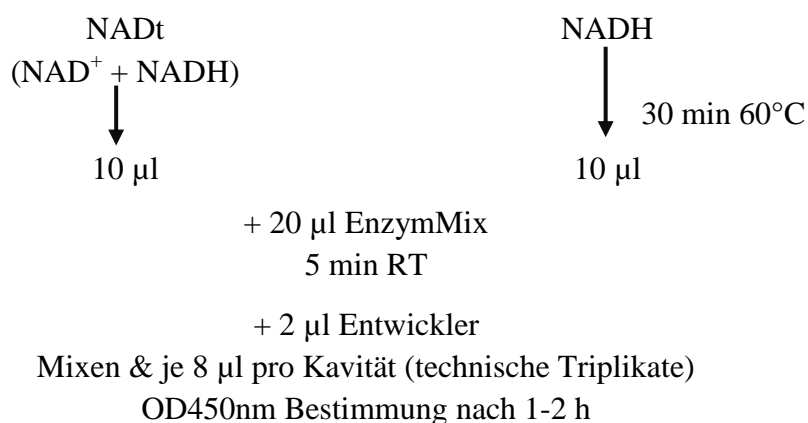 NADt
(NAD⁺ + NADH)
NADH
30 min 60°C
10 µl
10 µl
+ 20 µl EnzymMix
5 min RT
+ 2 µl Entwickler
Mixen & je 8 µl pro Kavität (technische Triplikate)
OD450nm Bestimmung nach 1-2 h